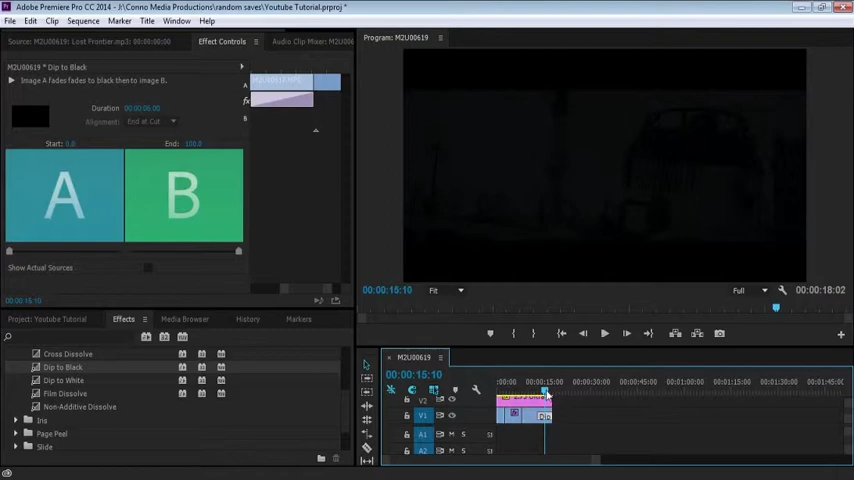 Adobe Premiere Pro CC 2014 - J:\Conno Media Productions\random saves\Youtube Tutorial.prproj *
File Edit Clip Sequence Marker Title Window Help
Source: M2U00619: Lost Frontier.mp3: 00:00:00:00 Effect Controls Audio Clip Mixer: M2U00619
Program: M2U00619
M2U00619 * Dip to Black
Image A fades fades to black then to image B.
Duration 00:00:05:00
Alignment: End at Cut
A
fx
B
Start: 0.0 End: 100.0
A B
Show Actual Sources
00:00:15:10
00:00:15:10 Fit Full 00:00:18:02
Project: Youtube Tutorial Effects Media Browser History Markers
Cross Dissolve
Dip to Black
Dip to White
Film Dissolve
Non-Additive Dissolve
Iris
Page Peel
Slide
M2U00619
00:00:15:10
:00:00 00:00:15:00 00:00:30:00 00:00:45:00 00:01:00:00 00:01:15:00 00:01:30:00 00:01:45:00
V2
V1
A1 M S
A2 M S